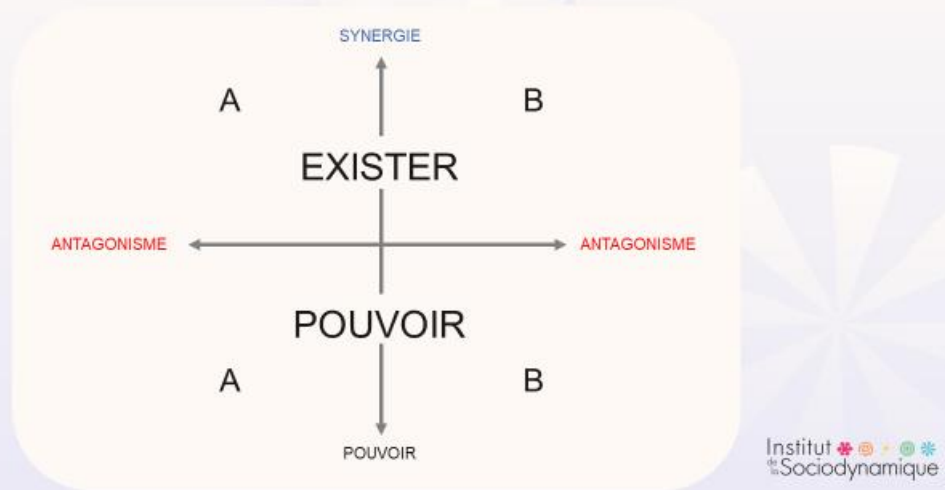 SYNERGIE
A B
EXISTER
ANTAGONISME ANTAGONISME
POUVOIR
A B
POUVOIR
Institut
de la Sociodynamique